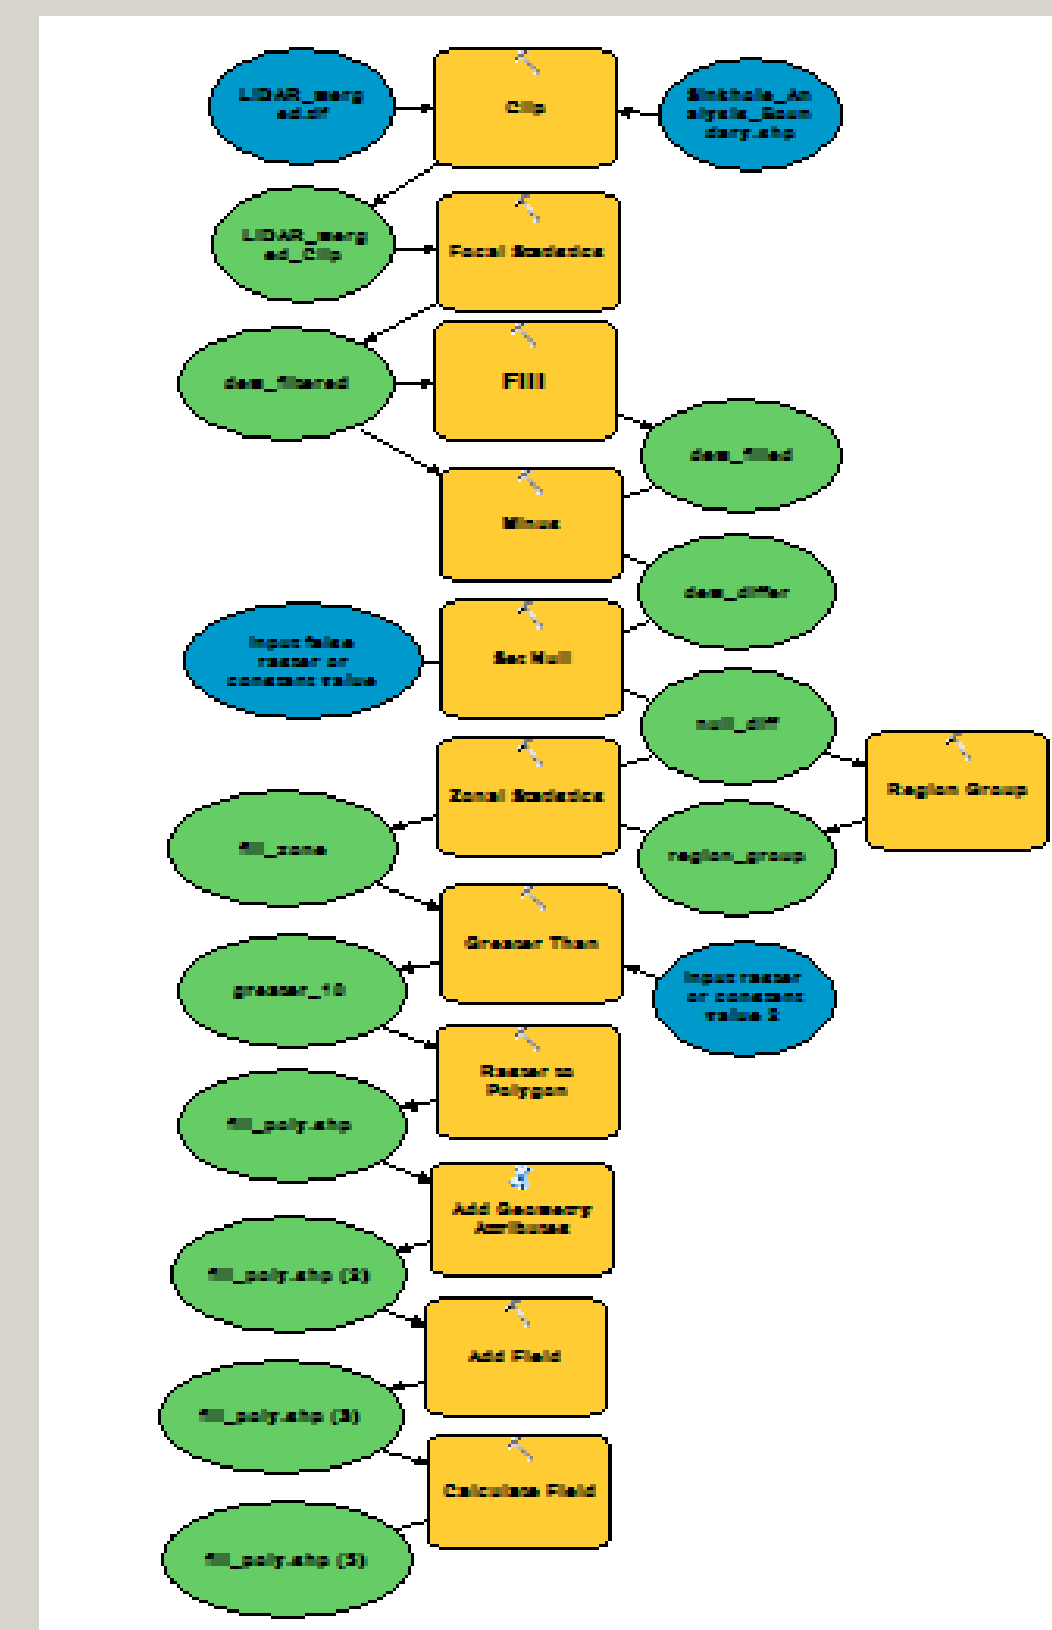 LIDAR_merg
ed.tif
Clip
Sinkhole_An
alysis_Boun
dary.shp
LIDAR_merg
ed_Clip
Focal Statistics
dem_filtered
Fill
dem_filled
Minus
dem_differ
Input false
raster or
constant value
Set Null
null_diff
Region Group
Zonal Statistics
fill_zone
region_group
Greater Than
greater_10
Input raster
or constant
value 2
Raster to
Polygon
fill_poly.shp
Add Geometry
Attributes
fill_poly.shp (2)
Add Field
fill_poly.shp (3)
Calculate Field
fill_poly.shp